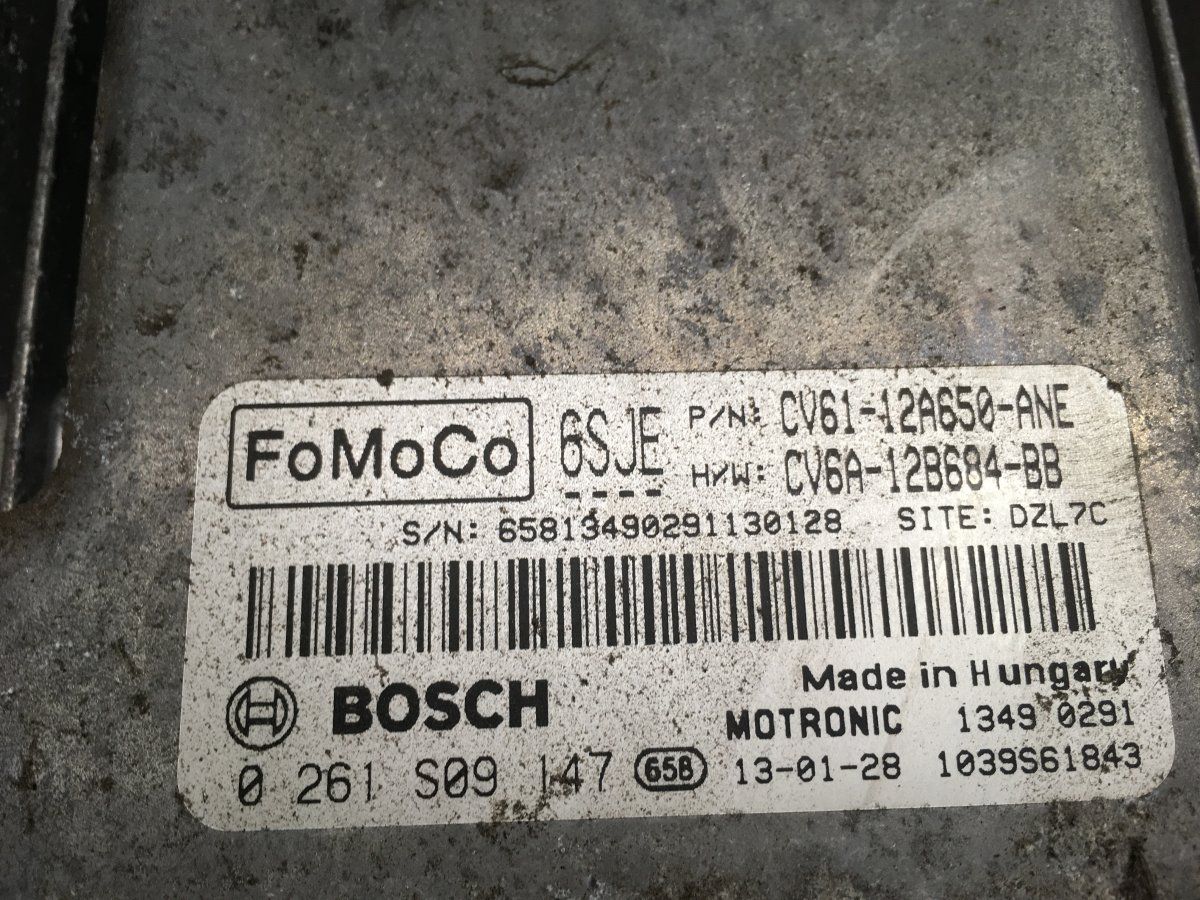 FoMoCo 6SJE P/N: CV61-12A650-ANE
H/W: CV6A-12B684-BB
S/N: 65813490291130128 SITE: DZL7C
BOSCH Made in Hungary
MOTRONIC 1349 0291
0 261 S09 147 658 13-01-28 1039S61843